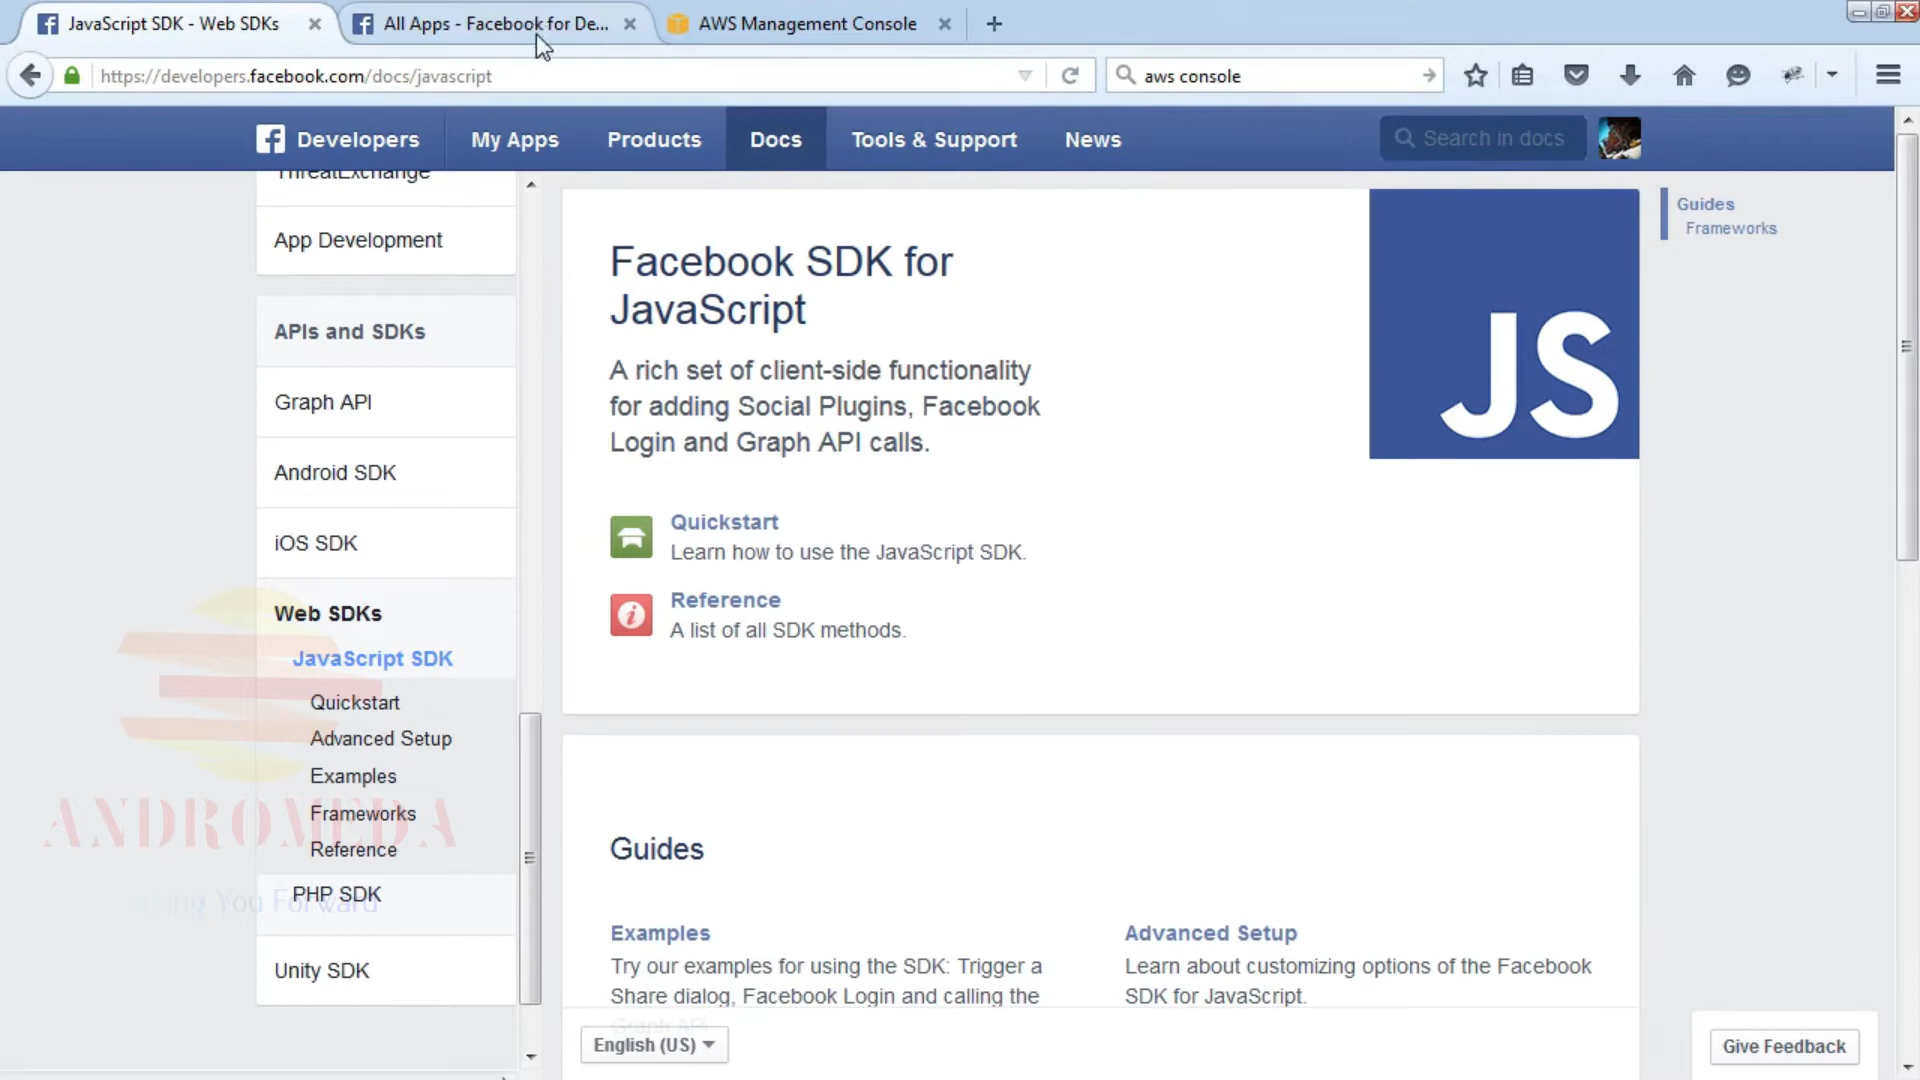 JavaScript SDK - Web SDKs
All Apps - Facebook for De...
AWS Management Console
https://developers.facebook.com/docs/javascript
aws console
Developers
My Apps
Products
Docs
Tools & Support
News
Search in docs
ThreatExchange
App Development
APIs and SDKs
Graph API
Android SDK
iOS SDK
Web SDKs
JavaScript SDK
Quickstart
Advanced Setup
Examples
Frameworks
Reference
PHP SDK
Unity SDK
ANDROMEDA
You Forward
Facebook SDK for
JavaScript
A rich set of client-side functionality
for adding Social Plugins, Facebook
Login and Graph API calls.
Quickstart
Learn how to use the JavaScript SDK.
Reference
A list of all SDK methods.
JS
Guides
Frameworks
Guides
Examples
Try our examples for using the SDK: Trigger a
Share dialog, Facebook Login and calling the
Graph API
Advanced Setup
Learn about customizing options of the Facebook
SDK for JavaScript.
English (US)
Give Feedback